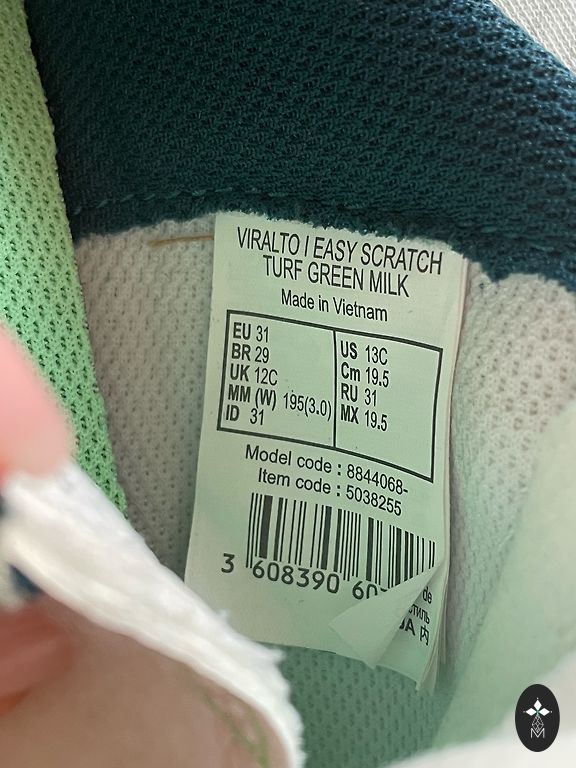 VIRALTO I EASY SCRATCH
TURF GREEN MILK
Made in Vietnam
EU 31
BR 29
UK 12C
MM (W) 195(3.0)
ID 31
US 13C
Cm 19.5
RU 31
MX 19.5
Model code : 8844068-
Item code : 5038255
3 608390
de
内
M